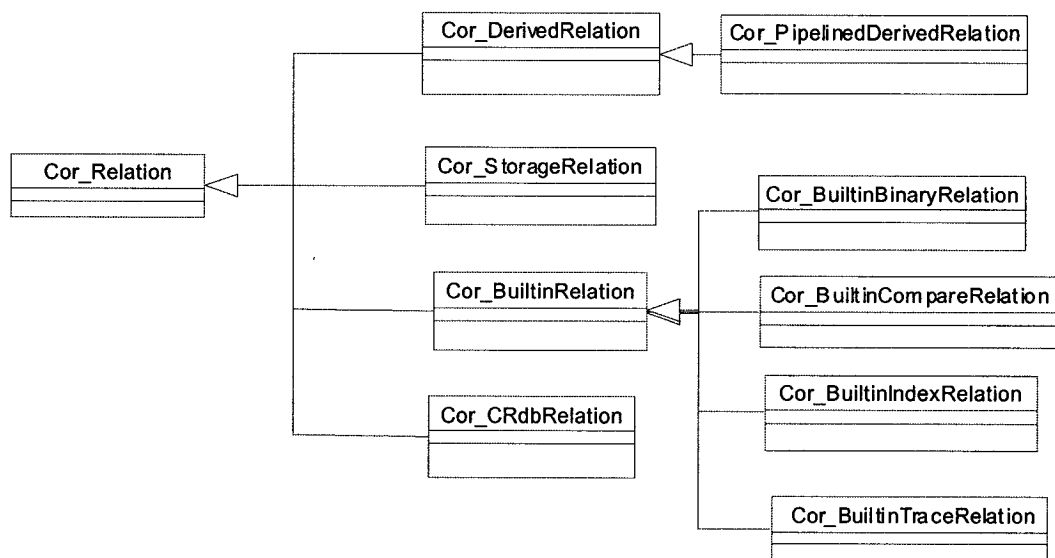 Cor_DerivedRelation
Cor_PipelinedDerivedRelation
Cor_Relation
Cor_StorageRelation
Cor_BuiltinBinaryRelation
Cor_BuiltinRelation
Cor_BuiltinCompareRelation
Cor_CRdbRelation
Cor_BuiltinIndexRelation
Cor_BuiltinTraceRelation